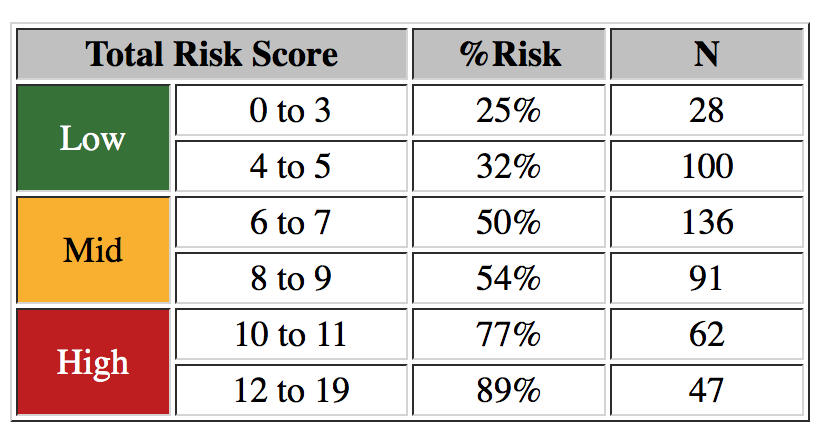 Total Risk Score %Risk N
Low 0 to 3 25% 28
4 to 5 32% 100
Mid 6 to 7 50% 136
8 to 9 54% 91
High 10 to 11 77% 62
12 to 19 89% 47